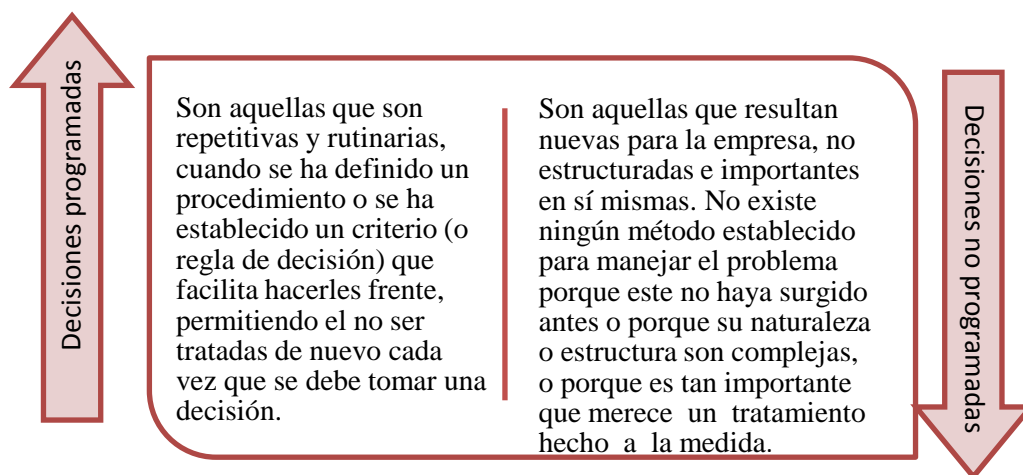 Decisiones programadas
Son aquellas que son
repetitivas y rutinarias,
cuando se ha definido un
procedimiento o se ha
establecido un criterio (o
regla de decisión) que
facilita hacerles frente,
permitiendo el no ser
tratadas de nuevo cada
vez que se debe tomar una
decisión.
Son aquellas que resultan
nuevas para la empresa, no
estructuradas e importantes
en sí mismas. No existe
ningún método establecido
para manejar el problema
porque este no haya surgido
antes o porque su naturaleza
o estructura son complejas,
o porque es tan importante
que merece un tratamiento
hecho a la medida.
Decisiones no programadas